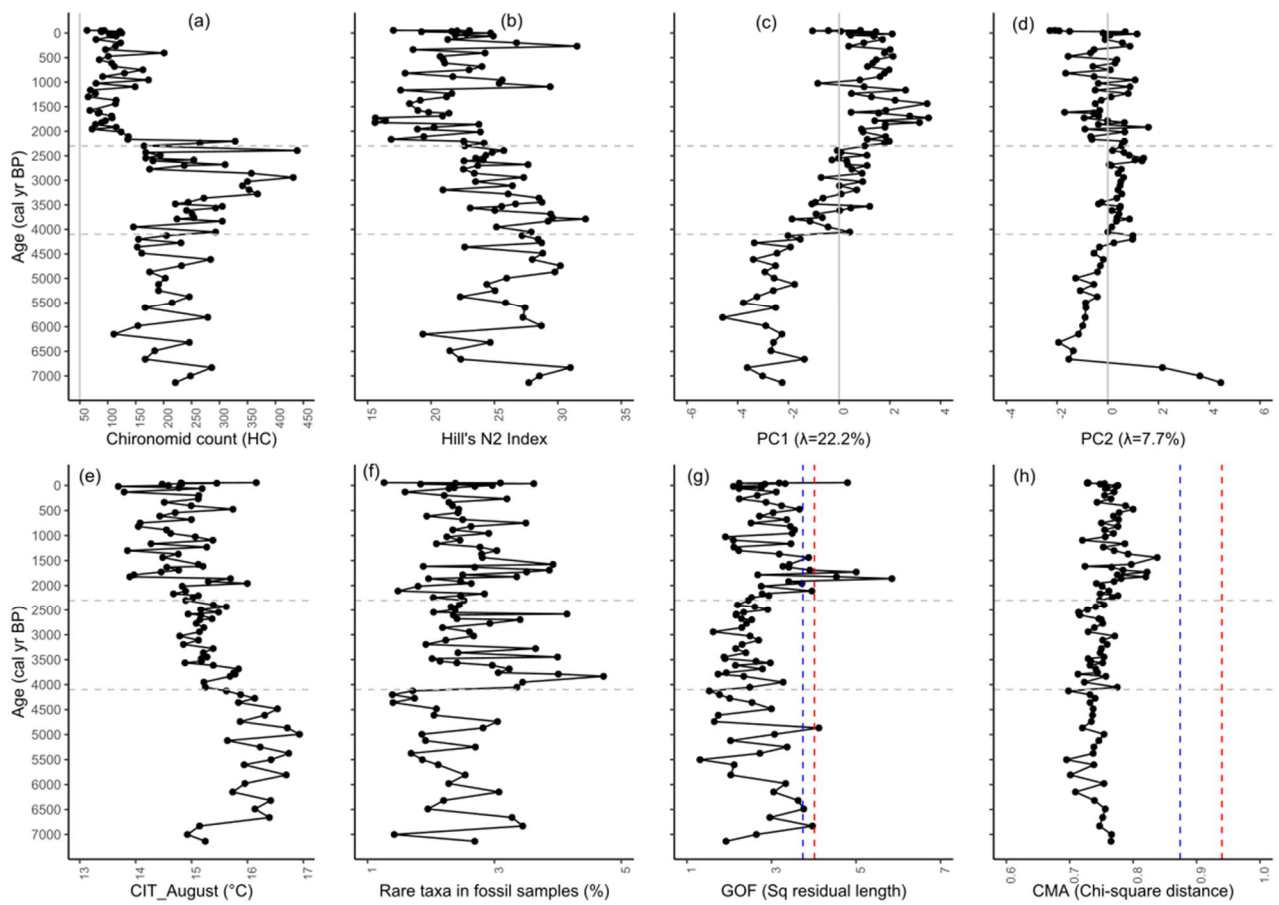 (a) (b) (c) (d)
Age (cal yr BP)
0
500
1000
1500
2000
2500
3000
3500
4000
4500
5000
5500
6000
6500
7000
50 100 150 200 250 300 350 400 450
15 20 25 30 35
-6 -4 -2 0 2 4
-4 -2 0 2 4 6
Chironomid count (HC)
Hill's N2 Index
PC1 (λ=22.2%)
PC2 (λ=7.7%)
(e) (f) (g) (h)
Age (cal yr BP)
0
500
1000
1500
2000
2500
3000
3500
4000
4500
5000
5500
6000
6500
7000
13 14 15 16 17
1 3 5
1 3 5 7
0.6 0.7 0.8 0.9 1.0
CIT_August (°C)
Rare taxa in fossil samples (%)
GOF (Sq residual length)
CMA (Chi-square distance)